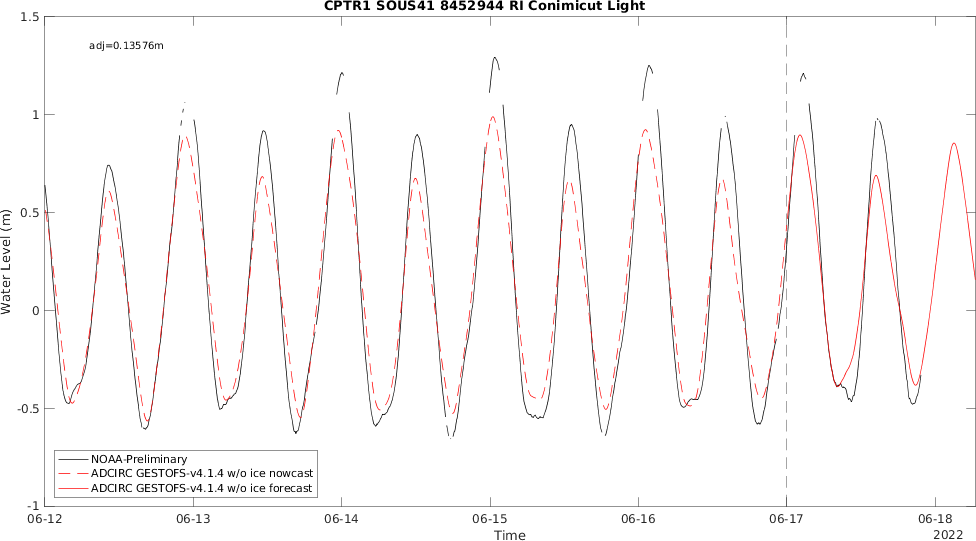 CPTR1 SOUS41 8452944 RI Conimicut Light
adj=0.13576m
1.5
1
0.5
0
-0.5
-1
Water Level (m)
NOAA-Preliminary
ADCIRC GESTOFS-v4.1.4 w/o ice nowcast
ADCIRC GESTOFS-v4.1.4 w/o ice forecast
06-12 06-13 06-14 06-15 06-16 06-17 06-18
Time
2022